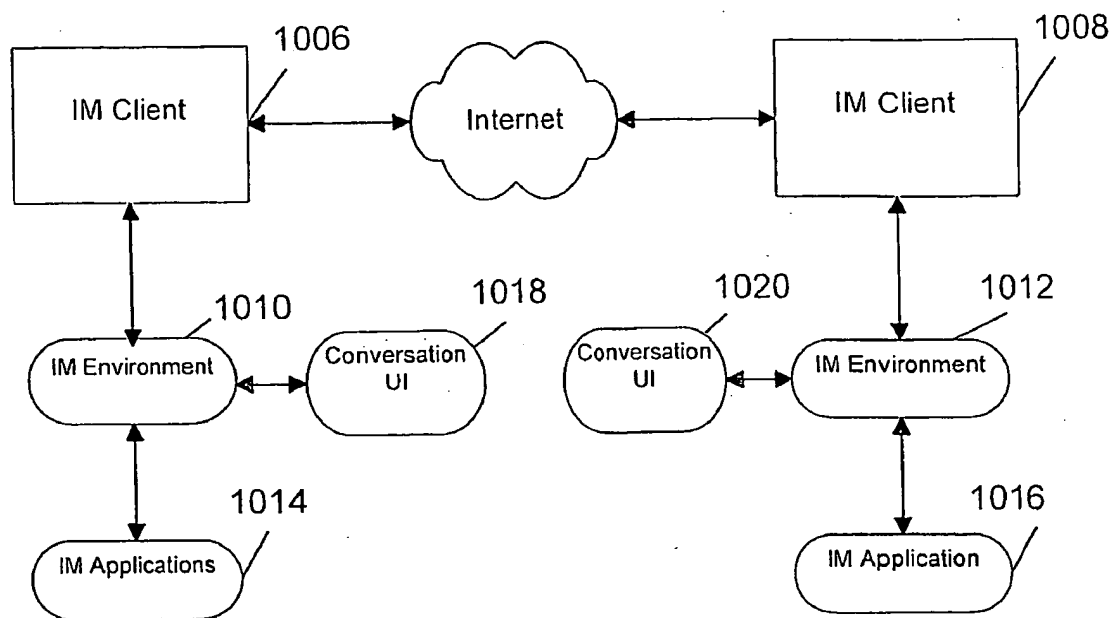 1006
1008
IM Client
Internet
IM Client
1010
1018
1020
1012
IM Environment
Conversation
UI
Conversation
UI
IM Environment
1014
1016
IM Applications
IM Application